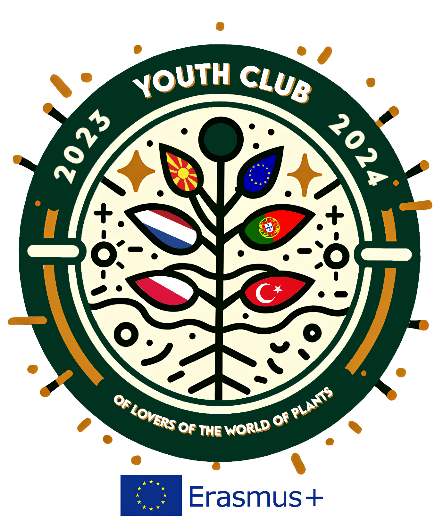 YOUTH CLUB
2023
2024
OF LOVERS OF THE WORLD OF PLANTS
Erasmus+